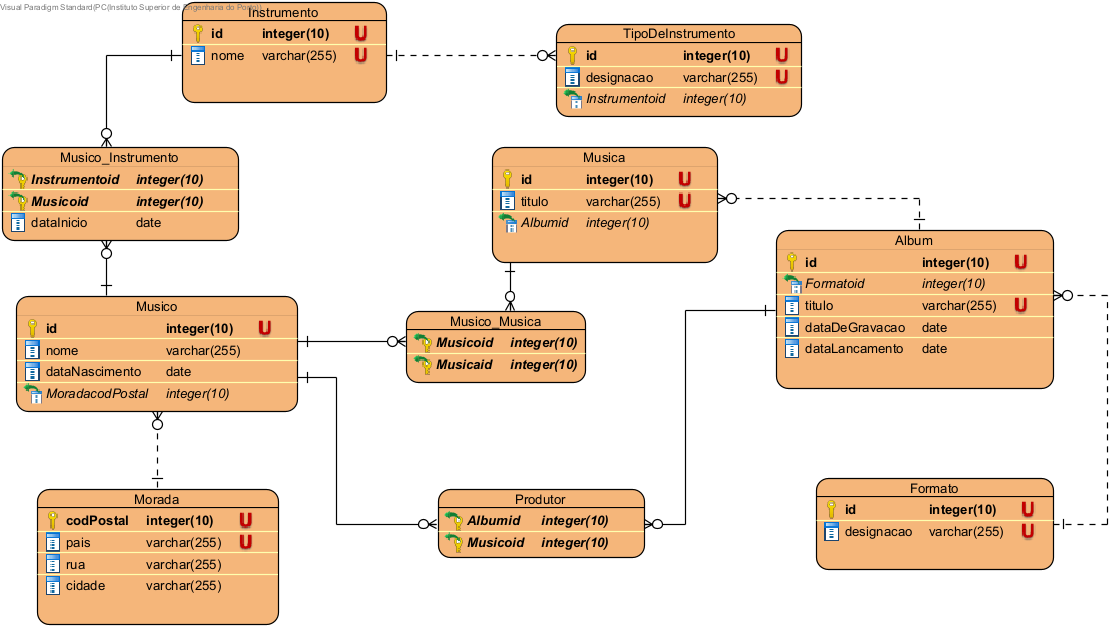 Visual Paradigm Standard(PC(Instituto Superior de Engenharia do Porto))
Instrumento
id integer(10) U
nome varchar(255) U
TipoDeInstrumento
id integer(10) U
designacao varchar(255) U
Instrumentoid integer(10)
Musico_Instrumento
Instrumentoid integer(10)
Musicoid integer(10)
dataInicio date
Musica
id integer(10) U
titulo varchar(255) U
Albumid integer(10)
Album
id integer(10) U
Formatoid integer(10)
titulo varchar(255) U
dataDeGravacao date
dataLancamento date
Musico
id integer(10) U
nome varchar(255)
dataNascimento date
MoradacodPostal integer(10)
Musico_Musica
Musicoid integer(10)
Musicaid integer(10)
Morada
codPostal integer(10) U
pais varchar(255) U
rua varchar(255)
cidade varchar(255)
Produtor
Albumid integer(10)
Musicoid integer(10)
Formato
id integer(10) U
designacao varchar(255) U